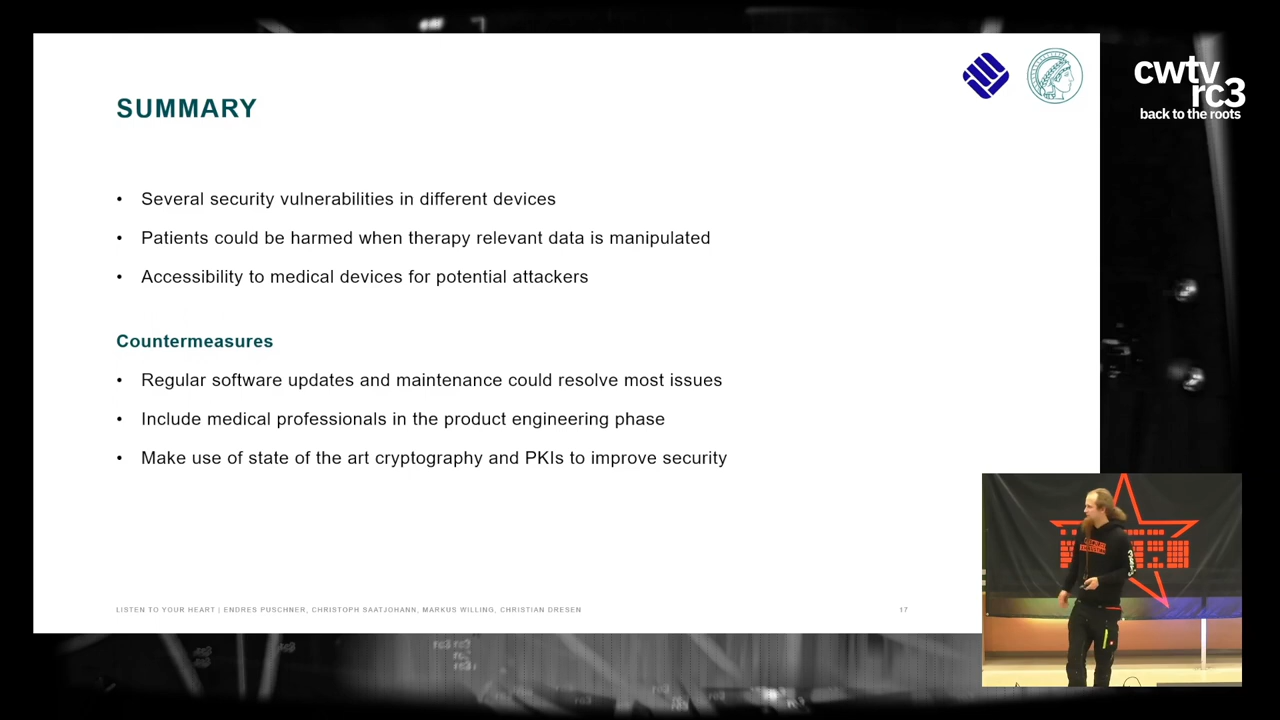 SUMMARY
• Several security vulnerabilities in different devices
• Patients could be harmed when therapy relevant data is manipulated
• Accessibility to medical devices for potential attackers
Countermeasures
• Regular software updates and maintenance could resolve most issues
• Include medical professionals in the product engineering phase
• Make use of state of the art cryptography and PKIs to improve security
LISTEN TO YOUR HEART | ENDRES PUSCHNER, CHRISTOPH SAATJOHANN, MARKUS WILLING, CHRISTIAN DRESEN
17
cwtv
rc3
back to the roots